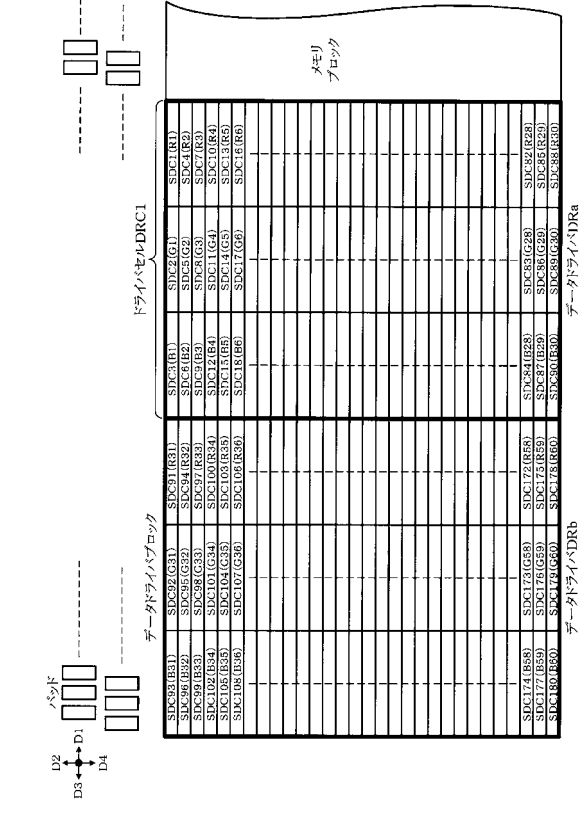 パッド
D2
D3
D1
D4
データドライバブロック
ドライバセルDRC1
メモリ
ブロック
SDC93(B31) SDC92(G31) SDC91(R31) SDC3(B1) SDC2(G1) SDC1(R1)
SDC96(B32) SDC95(G32) SDC94(R32) SDC6(B2) SDC5(G2) SDC4(R2)
SDC99(B33) SDC98(G33) SDC97(R33) SDC9(B3) SDC8(G3) SDC7(R3)
SDC102(B34) SDC101(G34) SDC100(R34) SDC12(B4) SDC11(G4) SDC10(R4)
SDC105(B35) SDC104(G35) SDC103(R35) SDC15(B5) SDC14(G5) SDC13(R5)
SDC108(B36) SDC107(G36) SDC106(R36) SDC18(B6) SDC17(G6) SDC16(R6)
SDC174(B58) SDC173(G58) SDC172(R58) SDC84(B28) SDC83(G28) SDC82(R28)
SDC177(B59) SDC176(G59) SDC175(R59) SDC87(B29) SDC86(G29) SDC85(R29)
SDC180(B60) SDC179(G60) SDC178(R60) SDC90(B30) SDC89(G30) SDC88(R30)
データドライバDRb
データドライバDRa